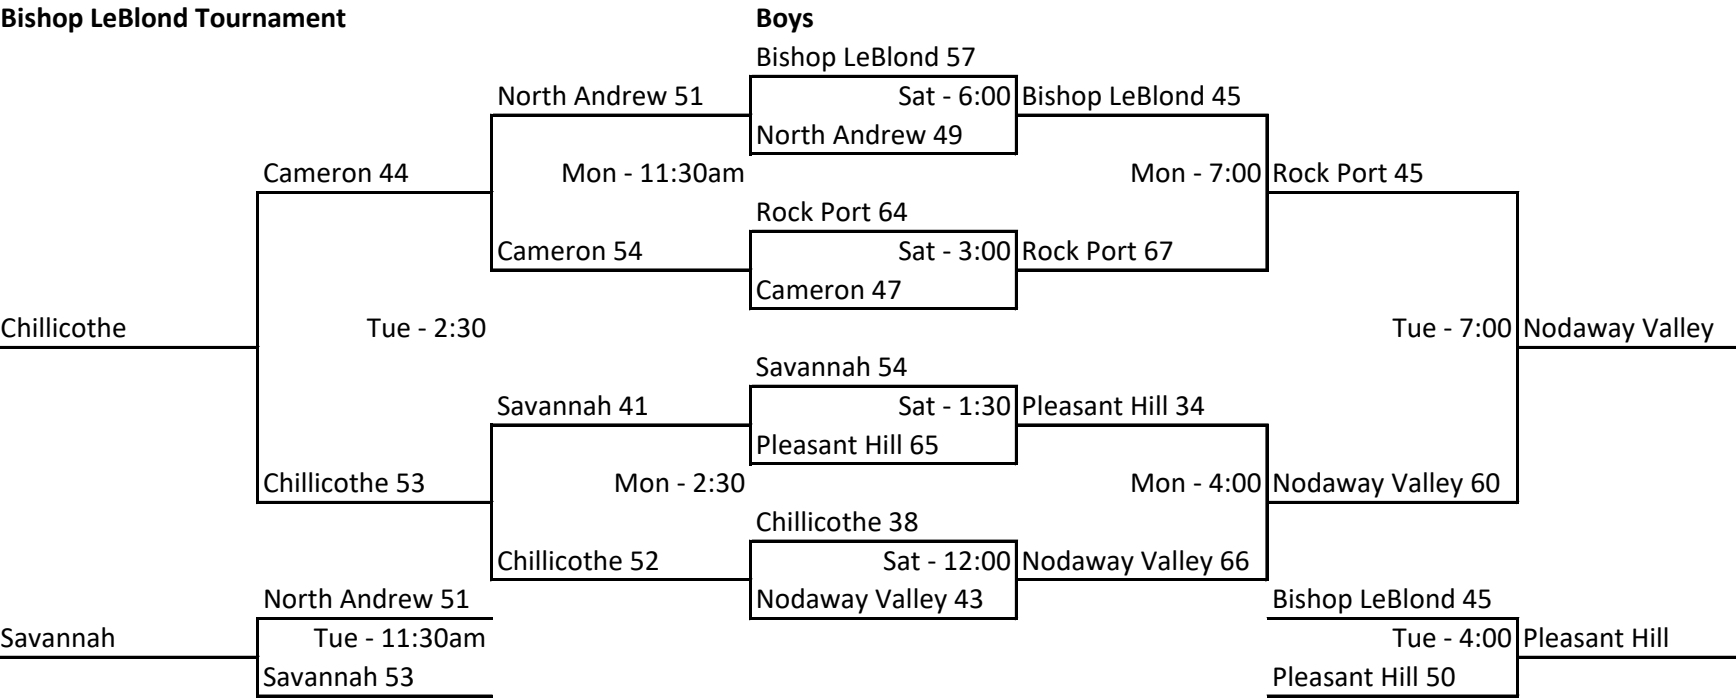 Bishop LeBlond Tournament Boys
Bishop LeBlond 57
North Andrew 51 Sat - 6:00 Bishop LeBlond 45
North Andrew 49
Cameron 44 Mon - 11:30am Mon - 7:00 Rock Port 45
Rock Port 64
Cameron 54 Sat - 3:00 Rock Port 67
Cameron 47
Chillicothe Tue - 2:30 Tue - 7:00 Nodaway Valley
Savannah 54
Savannah 41 Sat - 1:30 Pleasant Hill 34
Pleasant Hill 65
Chillicothe 53 Mon - 2:30 Mon - 4:00 Nodaway Valley 60
Chillicothe 38
Chillicothe 52 Sat - 12:00 Nodaway Valley 66
North Andrew 51 Nodaway Valley 43 Bishop LeBlond 45
Savannah Tue - 11:30am Tue - 4:00 Pleasant Hill
Savannah 53 Pleasant Hill 50